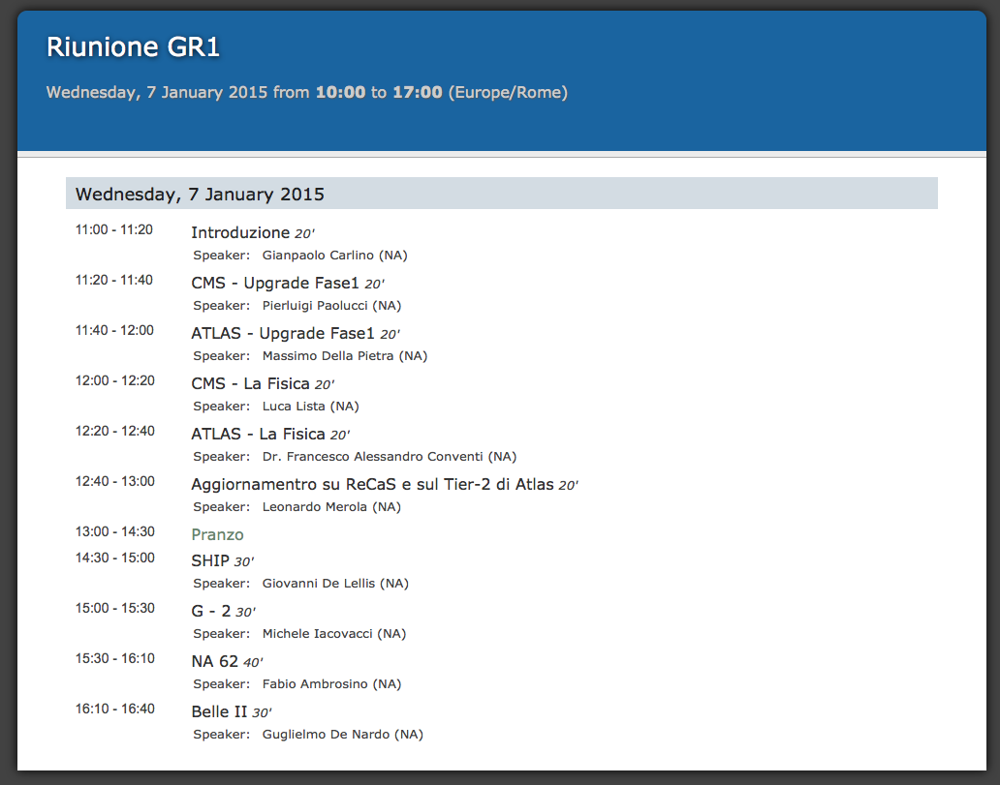 Riunione GR1
Wednesday, 7 January 2015 from 10:00 to 17:00 (Europe/Rome)
Wednesday, 7 January 2015
11:00 - 11:20 Introduzione 20'
Speaker: Gianpaolo Carlino (NA)
11:20 - 11:40 CMS - Upgrade Fase1 20'
Speaker: Pierluigi Paolucci (NA)
11:40 - 12:00 ATLAS - Upgrade Fase1 20'
Speaker: Massimo Della Pietra (NA)
12:00 - 12:20 CMS - La Fisica 20'
Speaker: Luca Lista (NA)
12:20 - 12:40 ATLAS - La Fisica 20'
Speaker: Dr. Francesco Alessandro Conventi (NA)
12:40 - 13:00 Aggiornamentro su ReCaS e sul Tier-2 di Atlas 20'
Speaker: Leonardo Merola (NA)
13:00 - 14:30 Pranzo
14:30 - 15:00 SHIP 30'
Speaker: Giovanni De Lellis (NA)
15:00 - 15:30 G - 2 30'
Speaker: Michele Iacovacci (NA)
15:30 - 16:10 NA 62 40'
Speaker: Fabio Ambrosino (NA)
16:10 - 16:40 Belle II 30'
Speaker: Guglielmo De Nardo (NA)